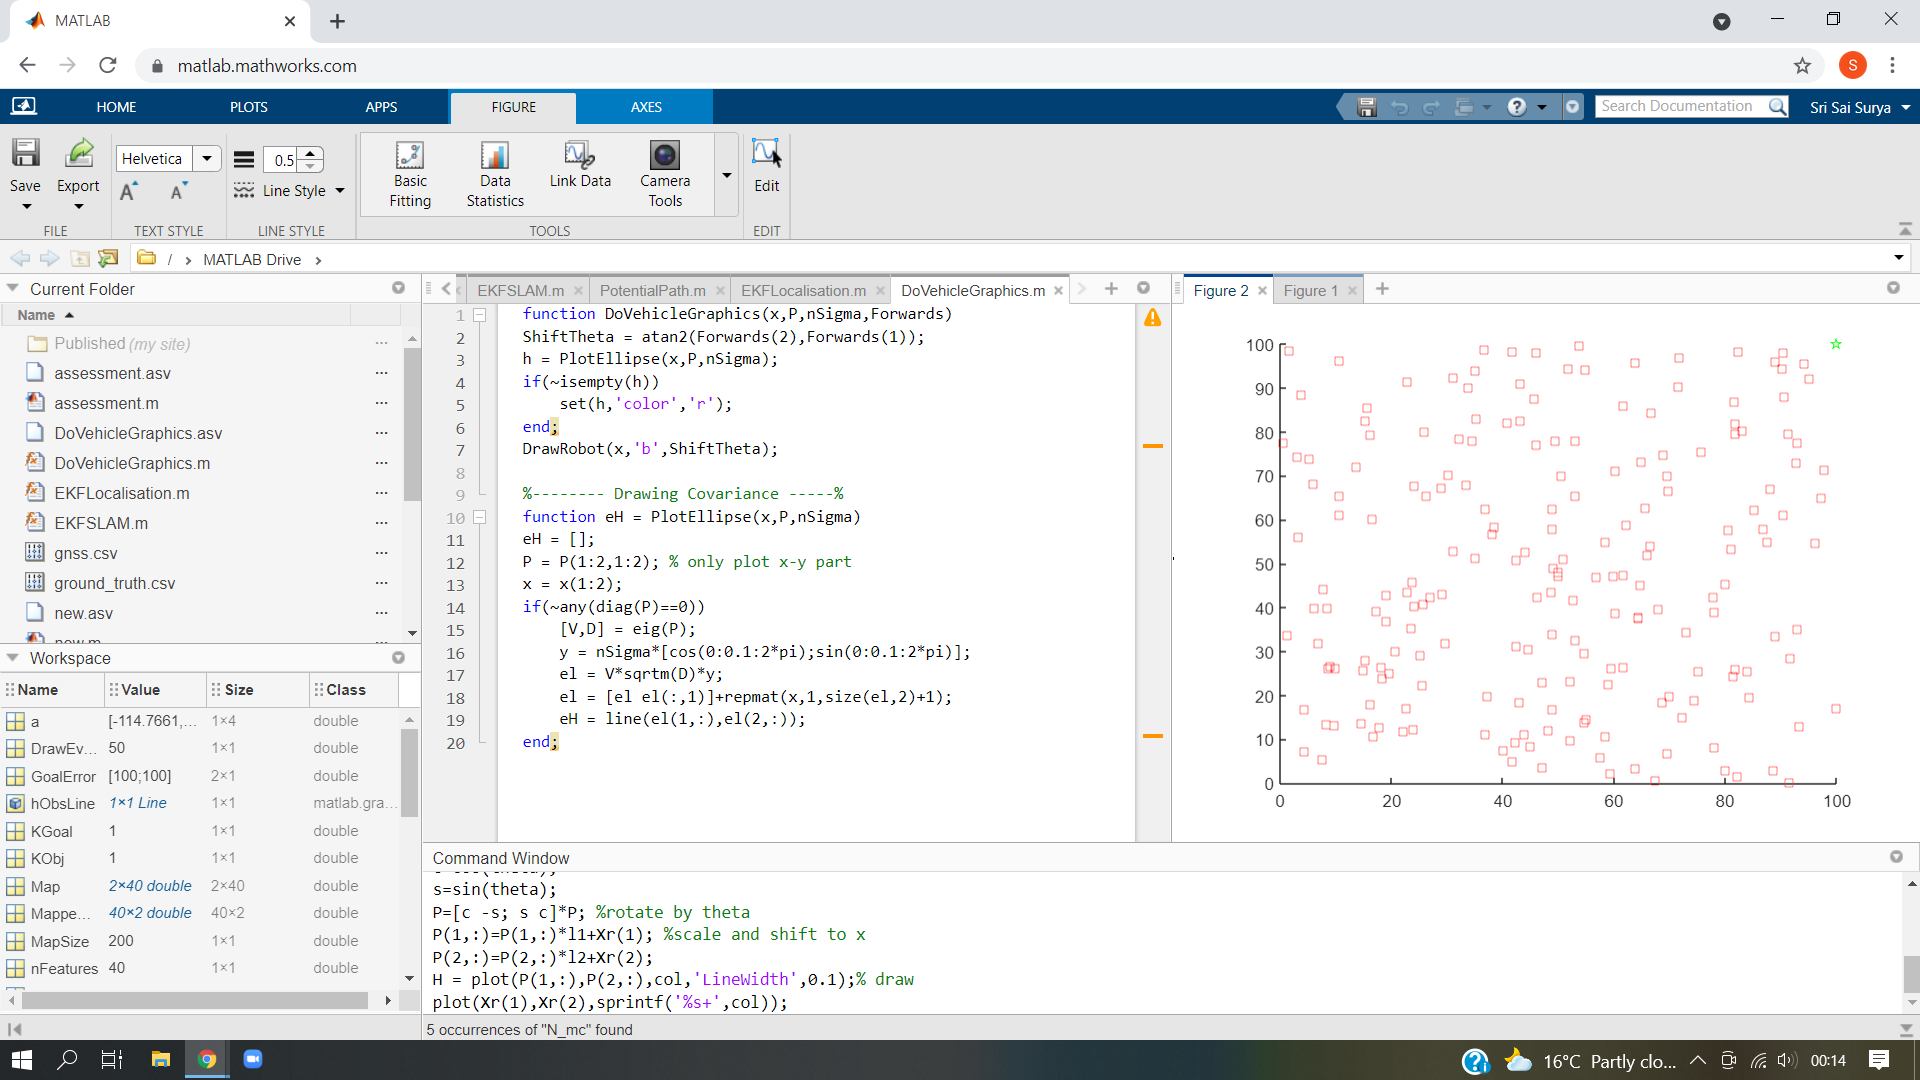 MATLAB
matlab.mathworks.com
S
HOME PLOTS APPS FIGURE AXES
Search Documentation
Sri Sai Surya
Helvetica
0.5
Save
Export
Line Style
Basic Fitting
Data Statistics
Link Data
Camera Tools
Edit
FILE TEXT STYLE LINE STYLE TOOLS EDIT
/ > MATLAB Drive >
Current Folder
Name
Published (my site)
assessment.asv
assessment.m
DoVehicleGraphics.asv
DoVehicleGraphics.m
EKFLocalisation.m
EKFSLAM.m
gnss.csv
ground_truth.csv
new.asv
new.m
Workspace
Name Value Size Class
a [-114.7661,... 1×4 double
DrawEv... 50 1×1 double
GoalError [100;100] 2×1 double
hObsLine 1×1 Line 1×1 matlab.gra...
KGoal 1 1×1 double
KObj 1 1×1 double
Map 2×40 double 2×40 double
Mappe... 40×2 double 40×2 double
MapSize 200 1×1 double
nFeatures 40 1×1 double
EKFSLAM.m PotentialPath.m EKFLocalisation.m DoVehicleGraphics.m
1 function DoVehicleGraphics(x,P,nSigma,Forwards)
2 ShiftTheta = atan2(Forwards(2),Forwards(1));
3 h = PlotEllipse(x,P,nSigma);
4 if(~isempty(h))
5 set(h,'color','r');
6 end;
7 DrawRobot(x,'b',ShiftTheta);
8
9 %-------- Drawing Covariance -----%
10 function eH = PlotEllipse(x,P,nSigma)
11 eH = [];
12 P = P(1:2,1:2); % only plot x-y part
13 x = x(1:2);
14 if(~any(diag(P)==0))
15 [V,D] = eig(P);
16 y = nSigma*[cos(0:0.1:2*pi);sin(0:0.1:2*pi)];
17 el = V*sqrtm(D)*y;
18 el = [el el(:,1)]+repmat(x,1,size(el,2)+1);
19 eH = line(el(1,:),el(2,:));
20 end;
Figure 2 Figure 1
100
90
80
70
60
50
40
30
20
10
0
0 20 40 60 80 100
Command Window
s=sin(theta);
P=[c -s; s c]*P; %rotate by theta
P(1,:)=P(1,:)*l1+Xr(1); %scale and shift to x
P(2,:)=P(2,:)*l2+Xr(2);
H = plot(P(1,:),P(2,:),col,'LineWidth',0.1);% draw
plot(Xr(1),Xr(2),sprintf('%s+',col));
5 occurrences of "N_mc" found
16°C Partly clo...
00:14